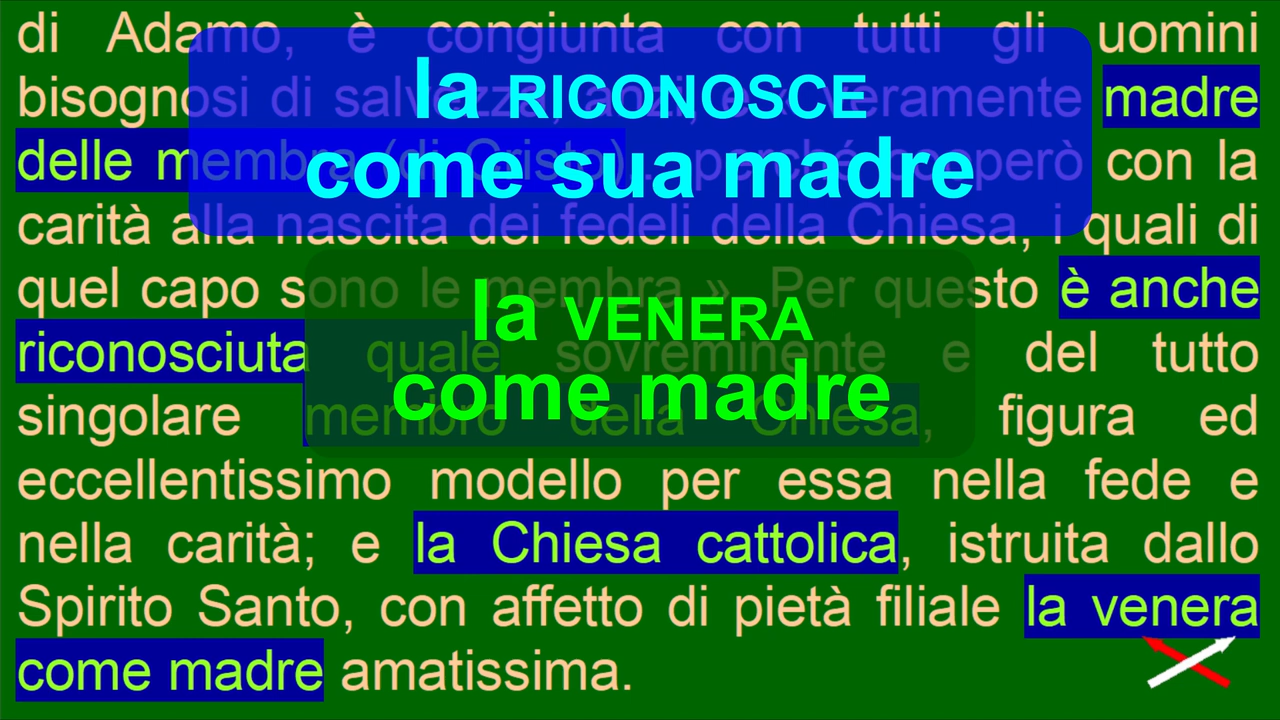 la RICONOSCE
come sua madre
la VENERA
come madre
di Adamo, è congiunta con tutti gli uomini
bisognosi di salvezza, anzi, è veramente madre
delle membra (di Cristo)... perché cooperò con la
carità alla nascita dei fedeli della Chiesa, i quali di
quel capo sono le membra ». Per questo è anche
riconosciuta quale sovreminente e del tutto
singolare membro della Chiesa, figura ed
eccellentissimo modello per essa nella fede e
nella carità; e la Chiesa cattolica, istruita dallo
Spirito Santo, con affetto di pietà filiale la venera
come madre amatissima.